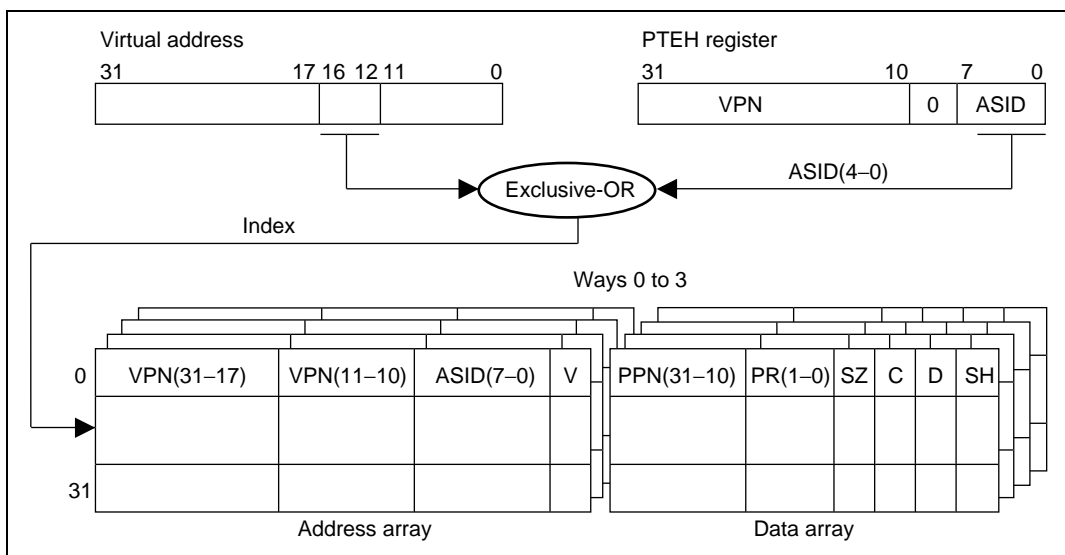 Virtual address
PTEH register
31 17 16 12 11 0
31 10 7 0
VPN 0 ASID
ASID(4–0)
Exclusive-OR
Index
Ways 0 to 3
0 VPN(31–17) VPN(11–10) ASID(7–0) V
PPN(31–10) PR(1–0) SZ C D SH
31
Address array
Data array